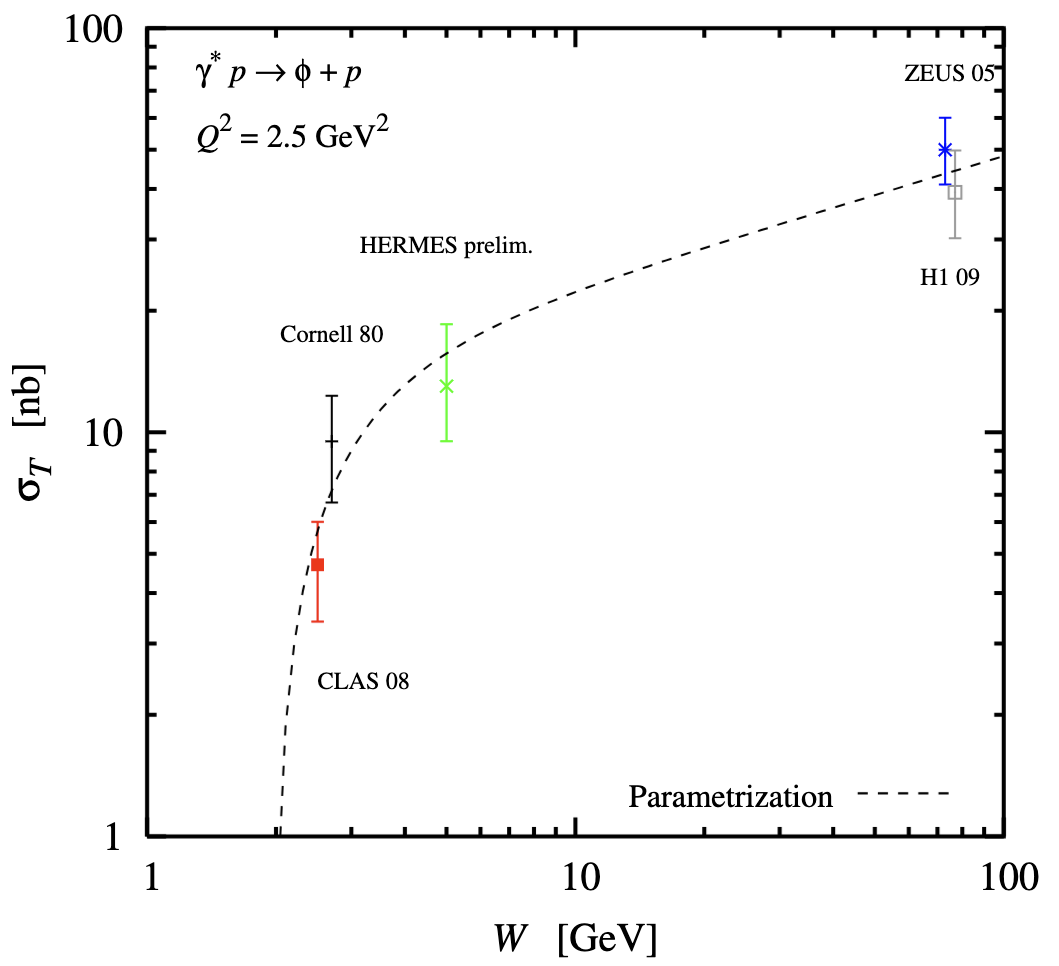 100
γ* p → ϕ + p
ZEUS 05
Q² = 2.5 GeV²
HERMES prelim.
H1 09
Cornell 80
σ_T [nb]
10
CLAS 08
Parametrization
1
1 10 100
W [GeV]